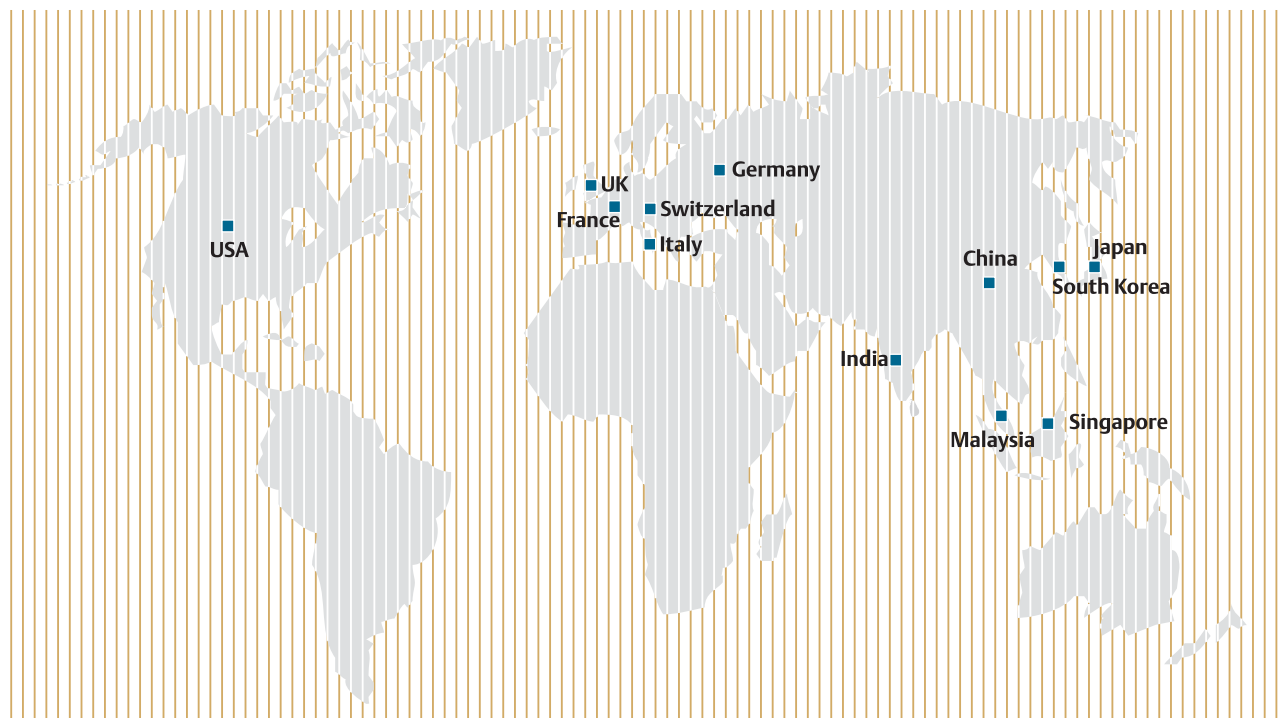 Germany
UK
Switzerland
France
USA
Italy
Japan
China
South Korea
India
Singapore
Malaysia